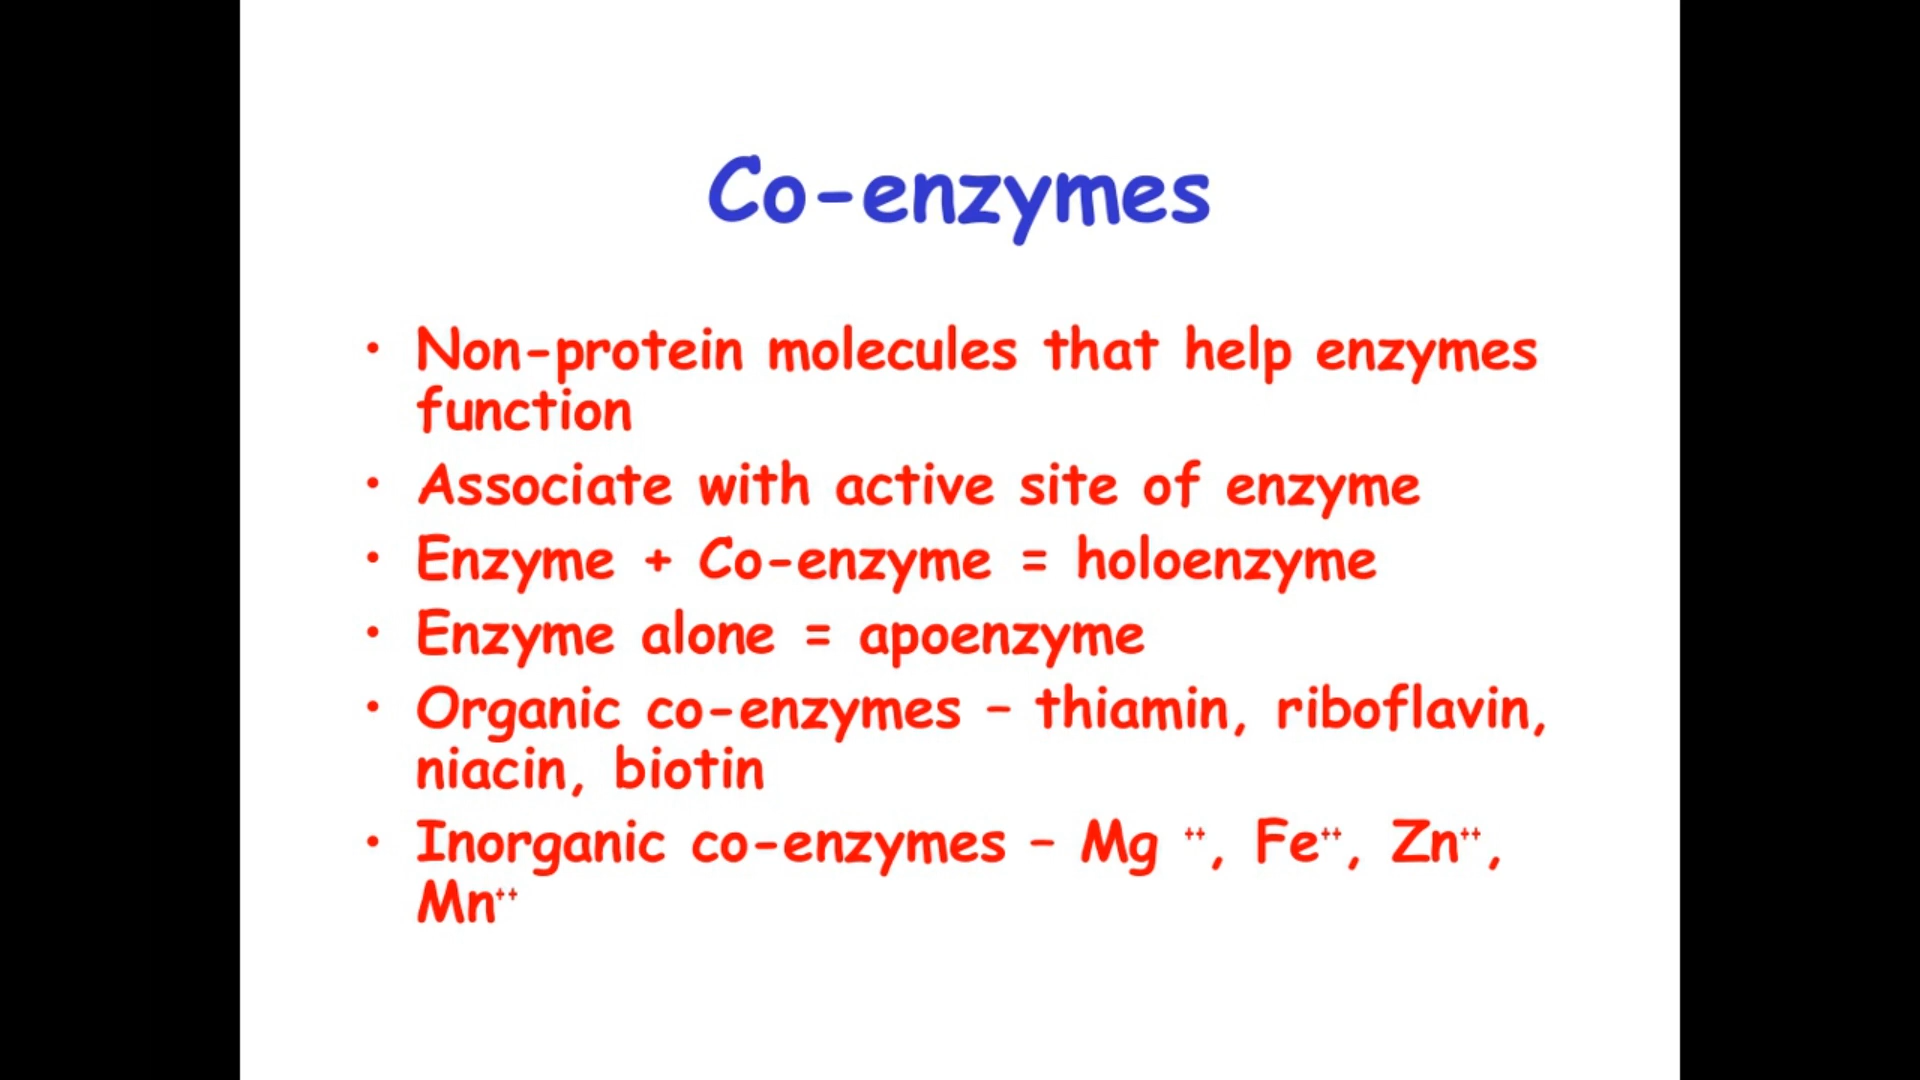 Co-enzymes
• Non-protein molecules that help enzymes
function
• Associate with active site of enzyme
• Enzyme + Co-enzyme = holoenzyme
• Enzyme alone = apoenzyme
• Organic co-enzymes – thiamin, riboflavin,
niacin, biotin
• Inorganic co-enzymes – Mg ⁺⁺, Fe⁺⁺, Zn⁺⁺,
Mn⁺⁺